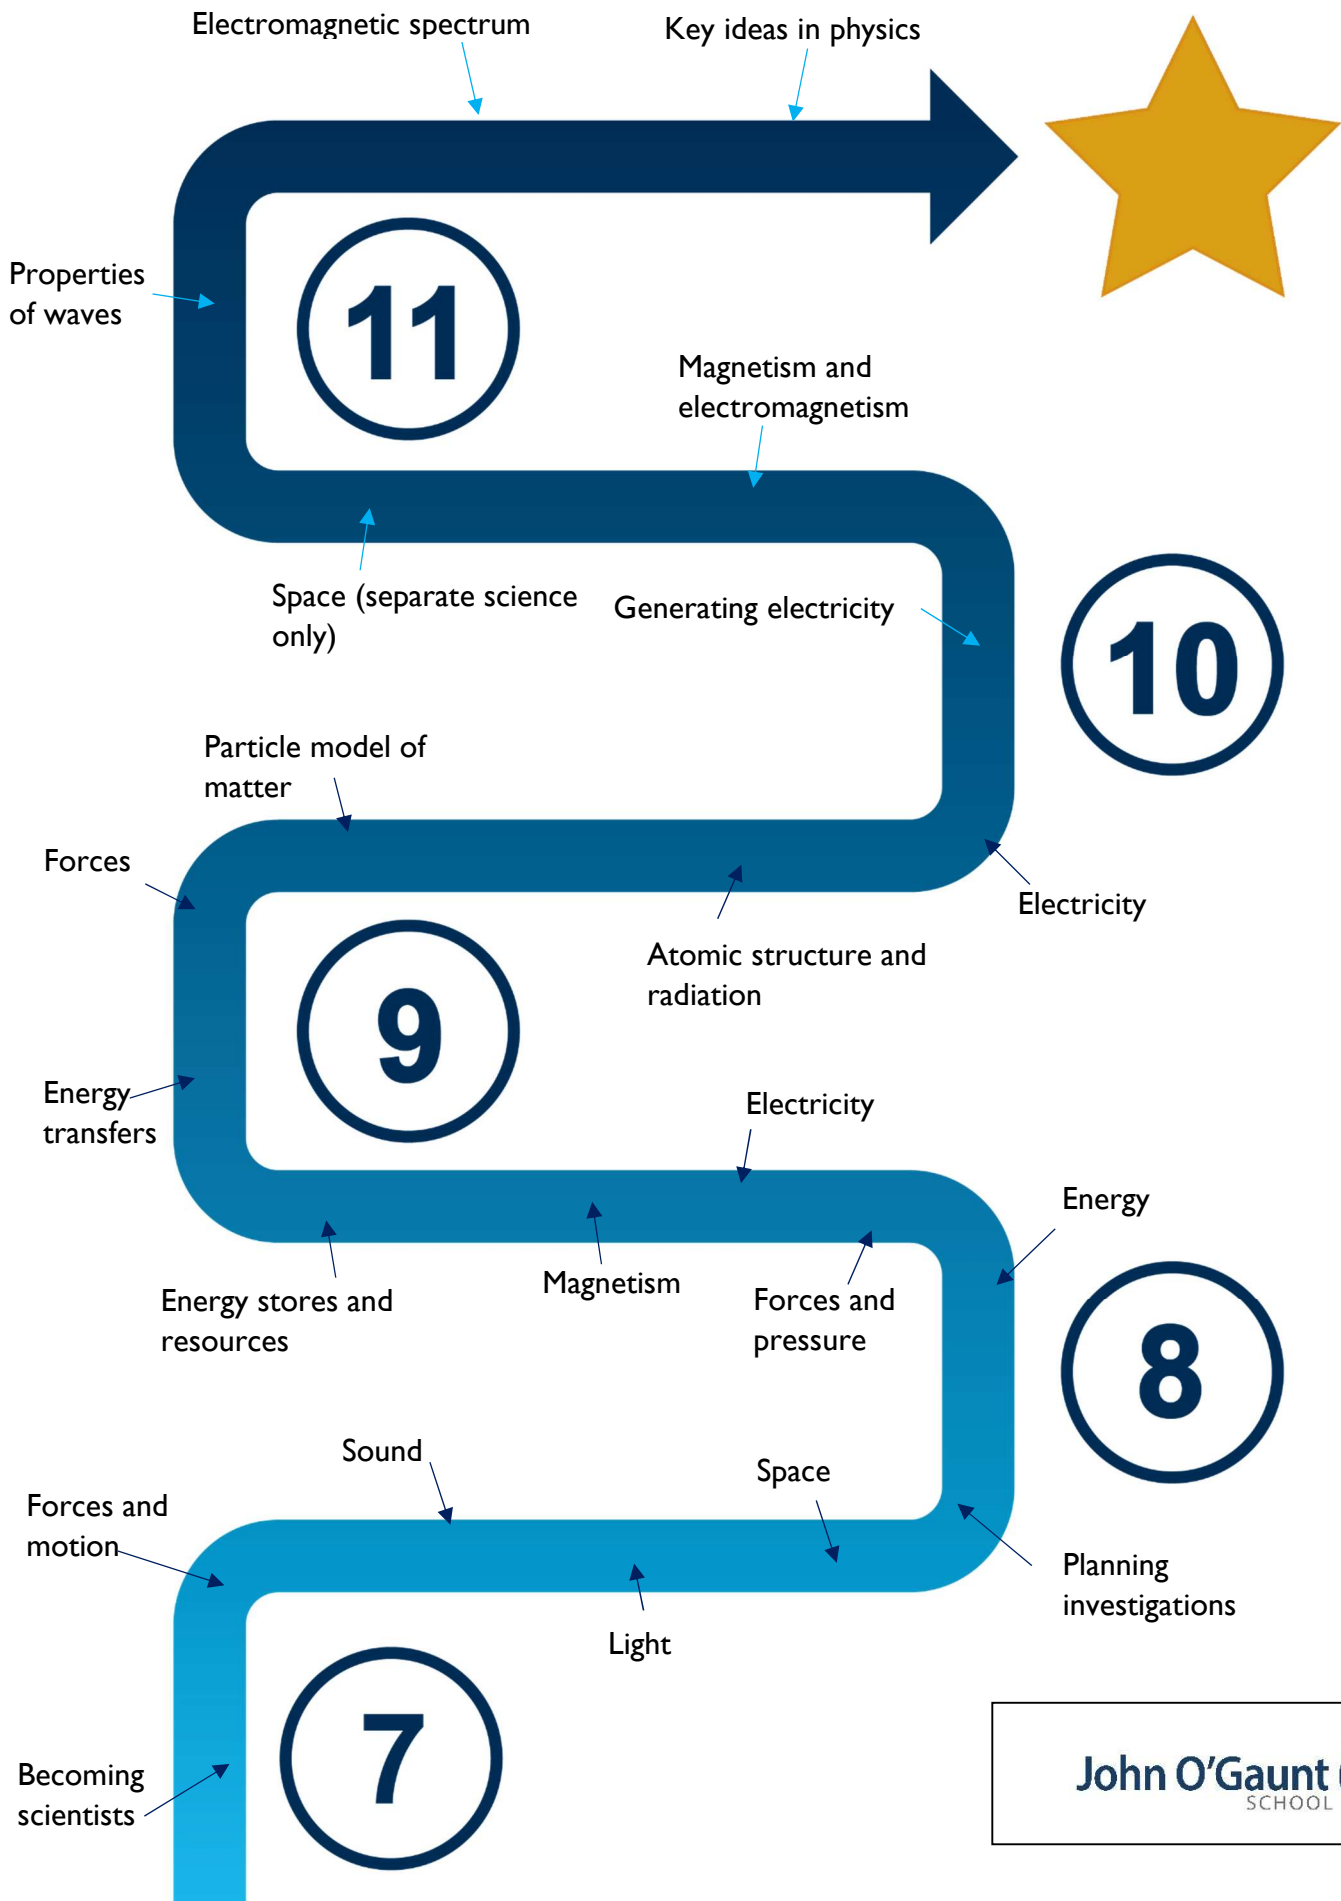 Electromagnetic spectrum
Key ideas in physics
Properties
of waves
11
Magnetism and
electromagnetism
Space (separate science
only)
Generating electricity
10
Particle model of
matter
Forces
Electricity
Atomic structure and
radiation
9
Energy
transfers
Electricity
Energy
Magnetism
Energy stores and
resources
Forces and
pressure
8
Sound
Space
Forces and
motion
Planning
investigations
Light
7
Becoming
scientists
John O'Gaunt
SCHOOL